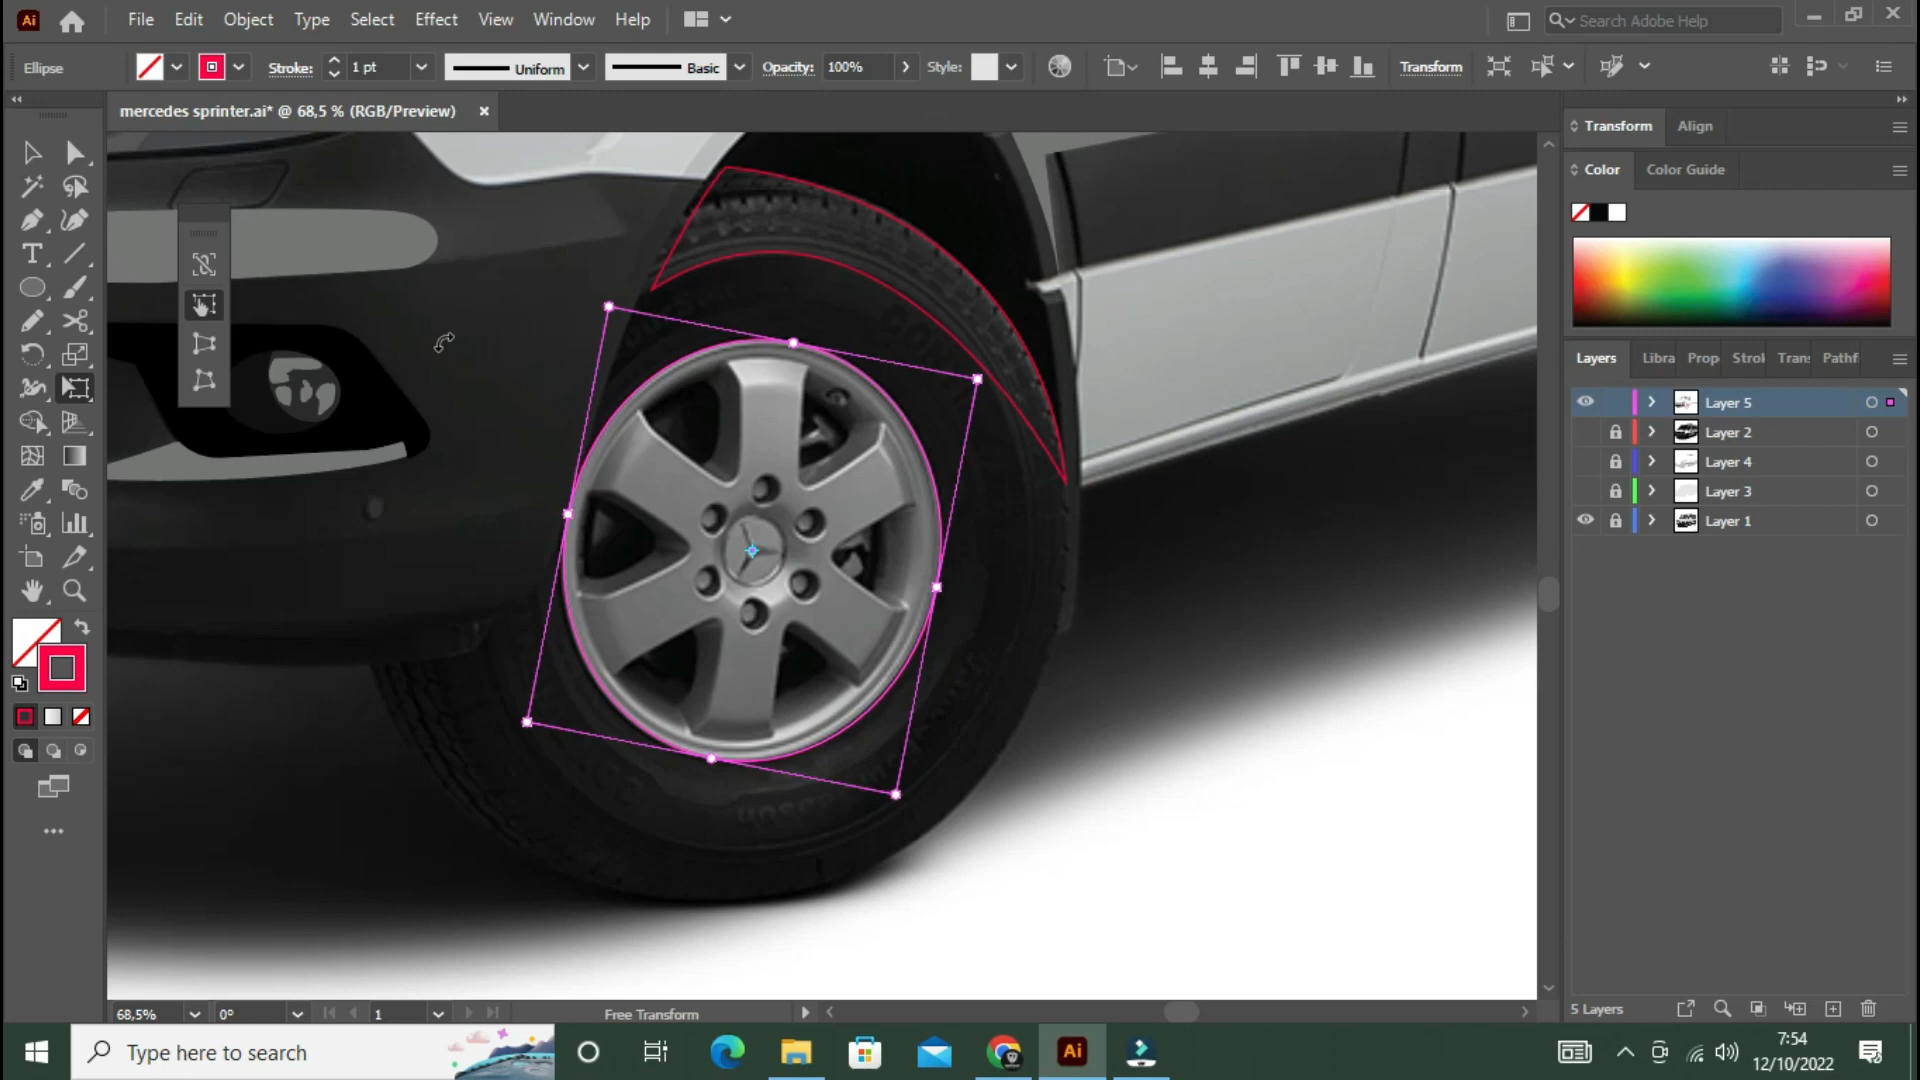 Ai File Edit Object Type Select Effect View Window Help Search Adobe Help
Ellipse Stroke: 1 pt Uniform Basic Opacity: 100% Style: Transform
mercedes sprinter.ai* @ 68,5 % (RGB/Preview) ×
Transform Align
Color Color Guide
Layers Libra Prop Strol Trans Pathfi
Layer 5
Layer 2
Layer 4
Layer 3
Layer 1
5 Layers
68,5% 0° 1 Free Transform
Type here to search
Ai
7:54
12/10/2022